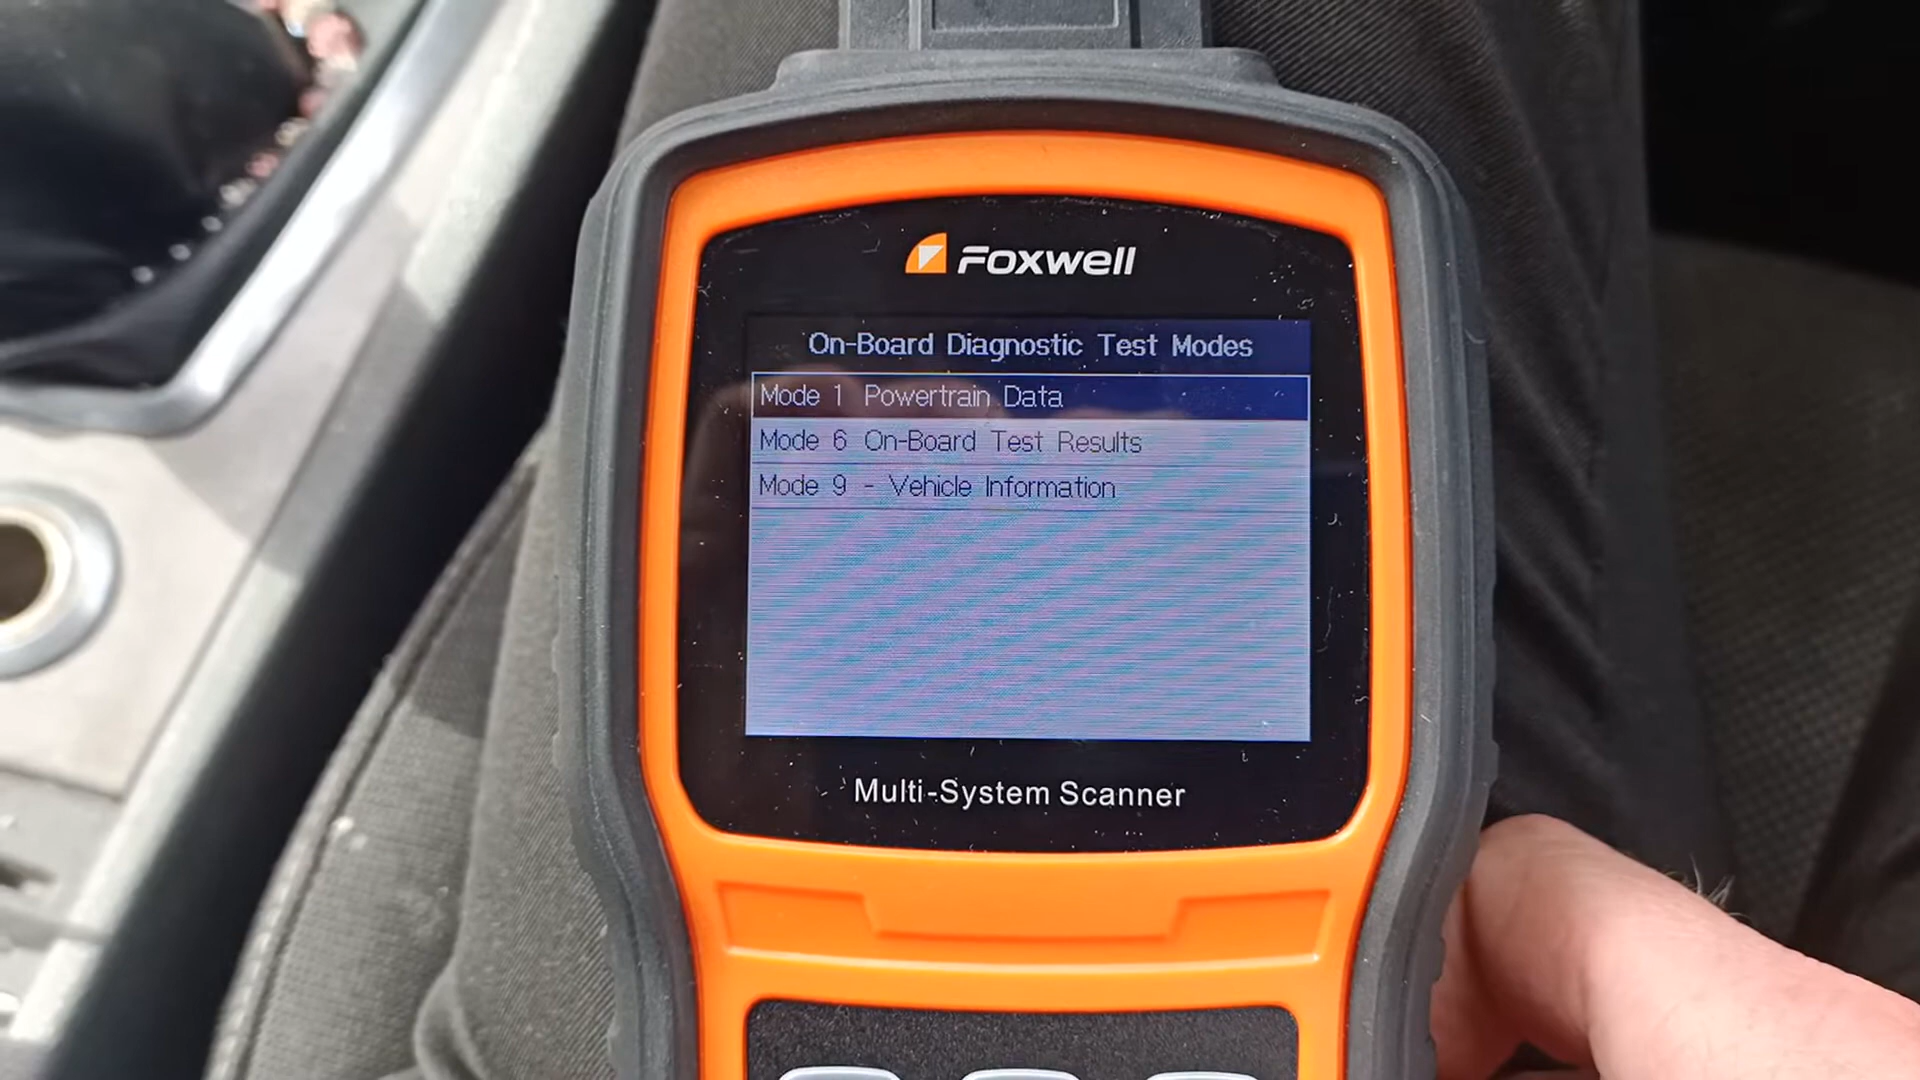 Foxwell
On-Board Diagnostic Test Modes
Mode 1 Powertrain Data
Mode 6 On-Board Test Results
Mode 9 - Vehicle Information
Multi-System Scanner